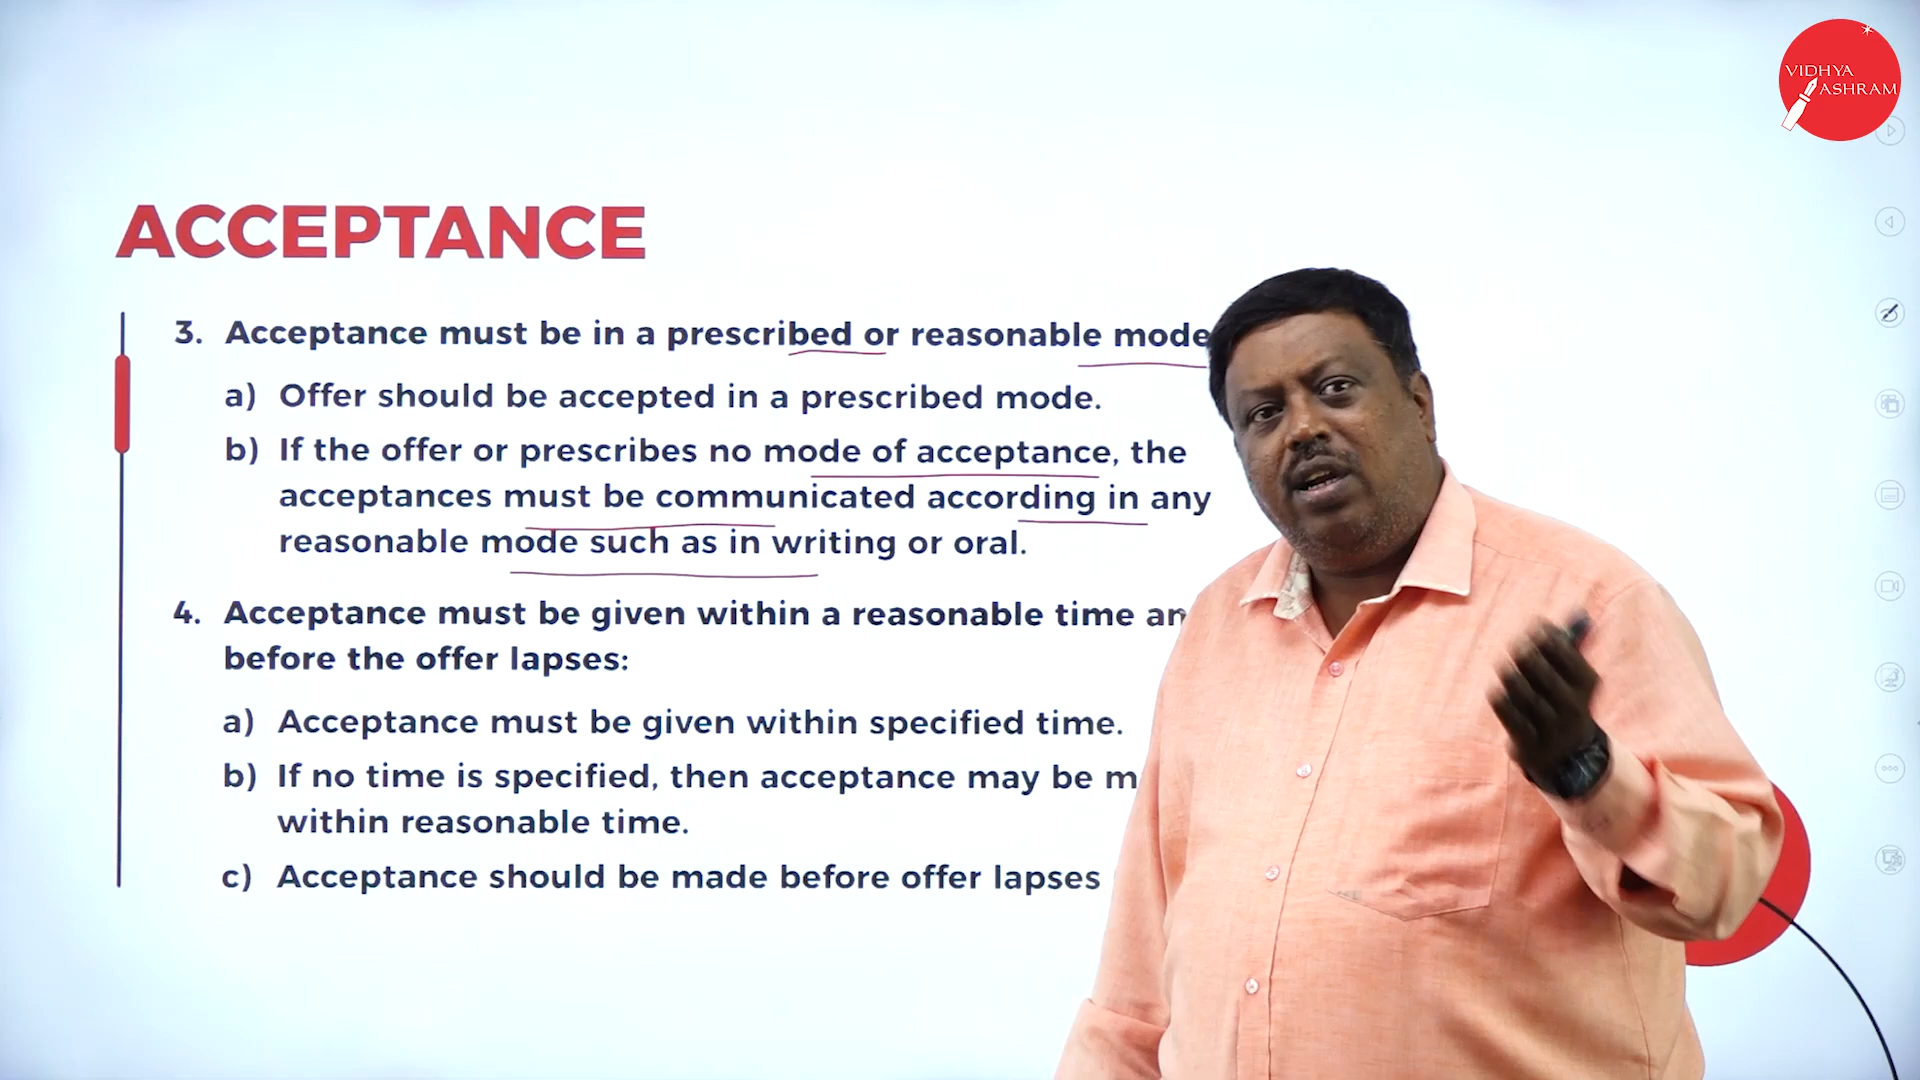 VIDHYA
ASHRAM
ACCEPTANCE
3. Acceptance must be in a prescribed or reasonable mode
a) Offer should be accepted in a prescribed mode.
b) If the offer or prescribes no mode of acceptance, the
acceptances must be communicated according in any
reasonable mode such as in writing or oral.
4. Acceptance must be given within a reasonable time
before the offer lapses:
a) Acceptance must be given within specified time.
b) If no time is specified, then acceptance may be
within reasonable time.
c) Acceptance should be made before offer lapses